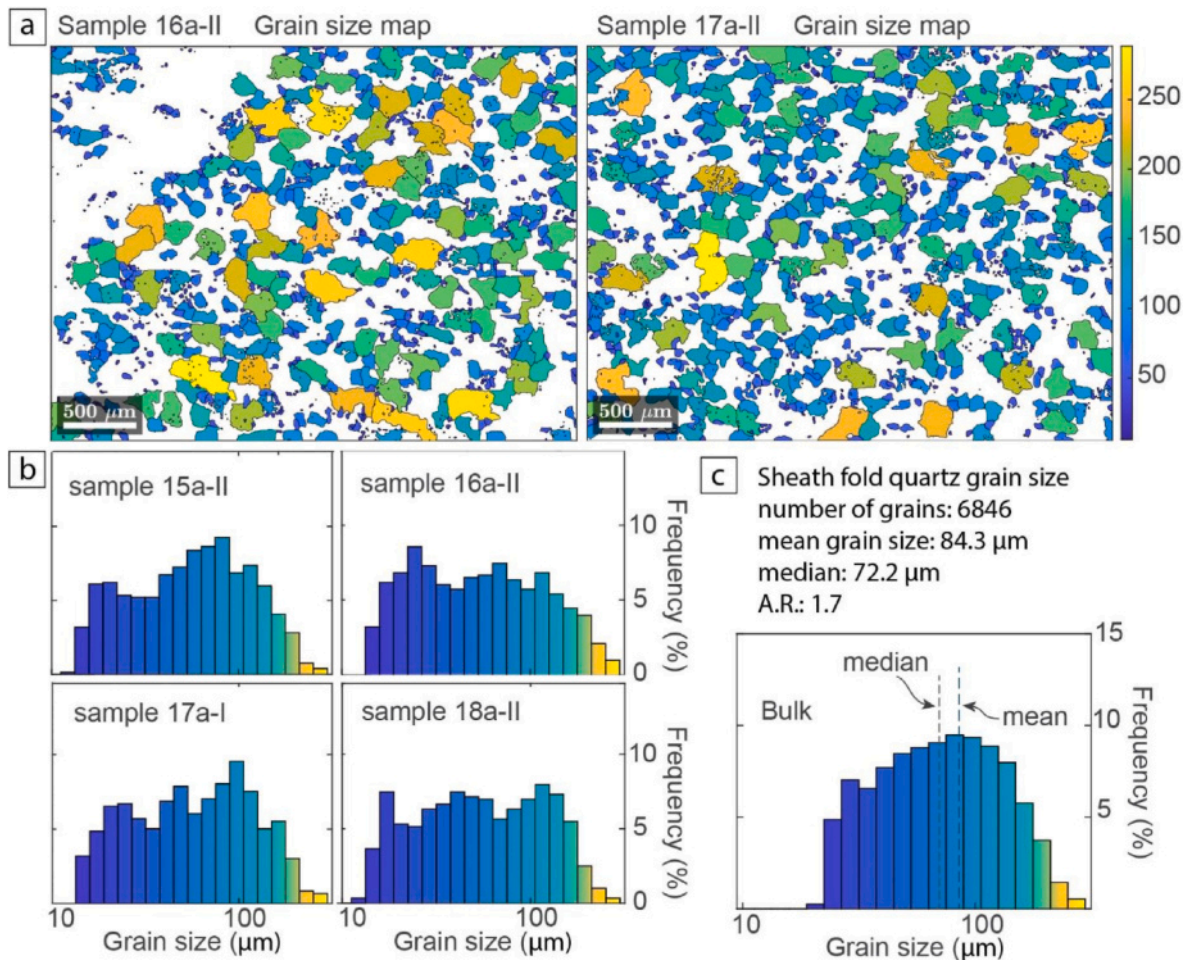 a
Sample 16a-II Grain size map
Sample 17a-II Grain size map
250
200
150
100
50
500 μm
500 μm
b
sample 15a-II
sample 16a-II
10
5
0
Frequency (%)
sample 17a-I
sample 18a-II
10
5
0
Frequency (%)
10 100
Grain size (μm)
10 100
Grain size (μm)
c
Sheath fold quartz grain size
number of grains: 6846
mean grain size: 84.3 μm
median: 72.2 μm
A.R.: 1.7
15
10
5
Frequency (%)
median
mean
Bulk
10 100
Grain size (μm)